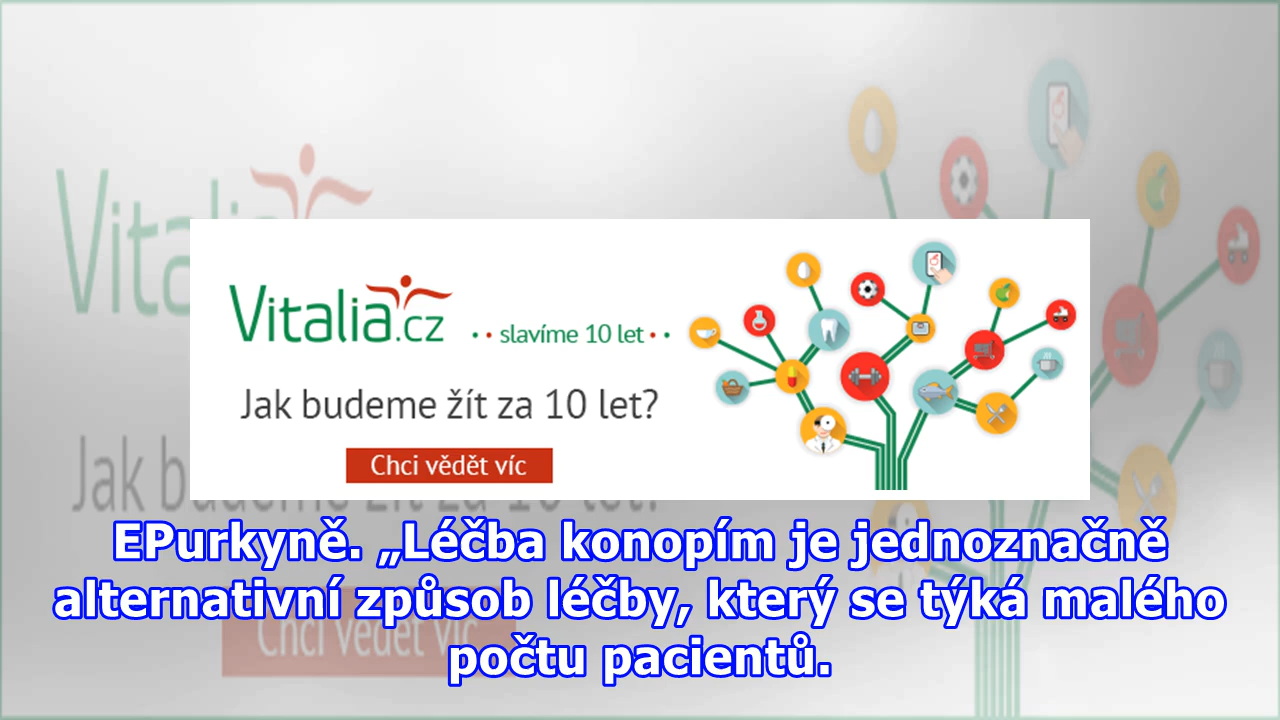 Vitalia.cz
•• slavíme 10 let ••
Jak budeme žít za 10 let?
Chci vědět víc
EPurkyně. „Léčba konopím je jednoznačně
alternativní způsob léčby, který se týká malého
počtu pacientů.